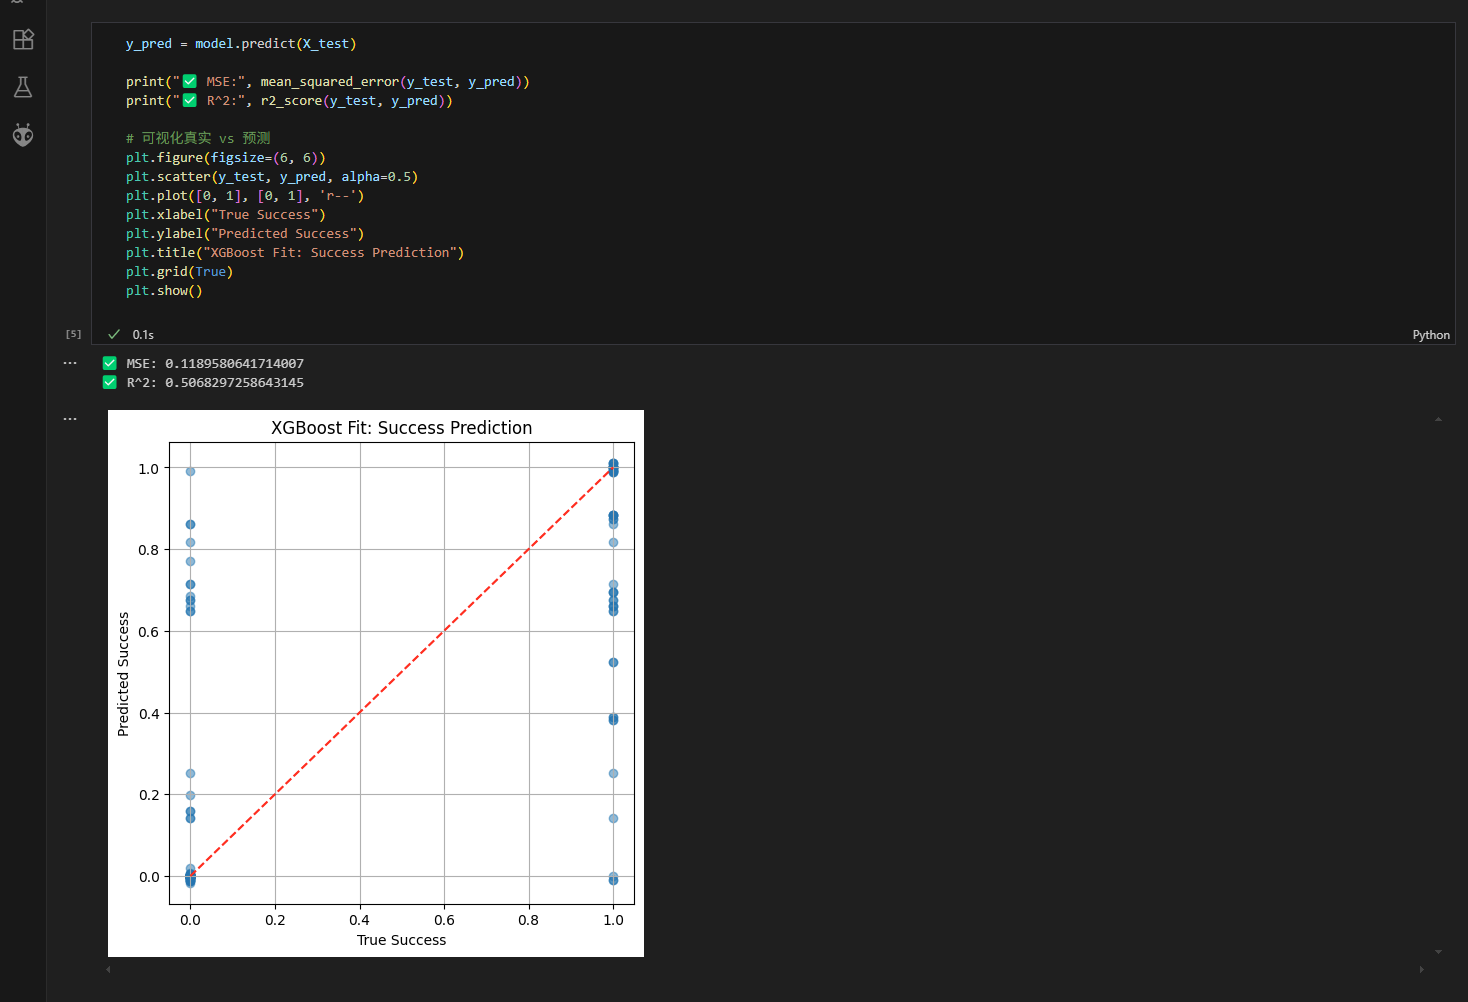 y_pred = model.predict(X_test)
print("✅ MSE:", mean_squared_error(y_test, y_pred))
print("✅ R^2:", r2_score(y_test, y_pred))
# 可视化真实 vs 预测
plt.figure(figsize=(6, 6))
plt.scatter(y_test, y_pred, alpha=0.5)
plt.plot([0, 1], [0, 1], 'r--')
plt.xlabel("True Success")
plt.ylabel("Predicted Success")
plt.title("XGBoost Fit: Success Prediction")
plt.grid(True)
plt.show()
[5]
0.1s
Python
...
✅ MSE: 0.1189580641714007
✅ R^2: 0.5068297258643145
...
XGBoost Fit: Success Prediction
1.0
0.8
0.6
0.4
0.2
0.0
Predicted Success
0.0 0.2 0.4 0.6 0.8 1.0
True Success